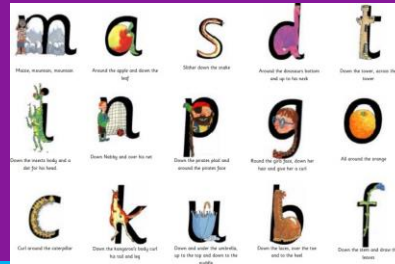 m a s d t
Maisie, mountain, mountain
Around the apple and down the
leaf
Slither down the snake
Around the dinosaurs bottom
and up to his neck
Down the tower, across the
tower
i n p g o
Down the insects body and a
dot for his head.
Down Nobby and over his net
Down the pirates plait and
around the pirates face
Round the girls face, down her
hair and give her a curl
All around the orange
c k u b f
Curl around the caterpillar
Down the kangaroo's body curl
his tail and leg
Down and under the umbrella,
up to the top and down to the
puddle
Down the laces, over the toe
and to the heel
Down the stem and draw the
leaves